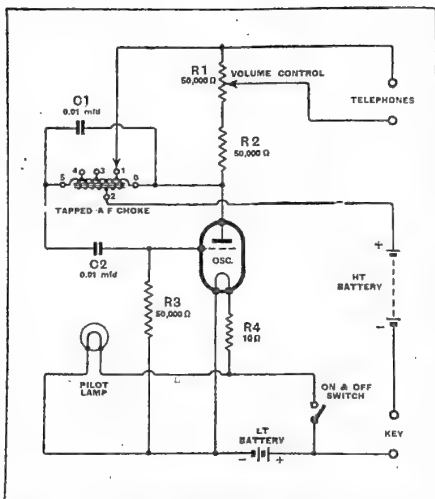 R1
50,000 Ω
VOLUME CONTROL
TELEPHONES
C1
0.01 mfd
R2
50,000 Ω
5 4 3 1 0
2
TAPPED A F CHOKE
C2
0.01 mfd
OSC.
+
HT
BATTERY
-
R3
50,000 Ω
R4
10 Ω
PILOT
LAMP
ON & OFF
SWITCH
KEY
LT
BATTERY
- +